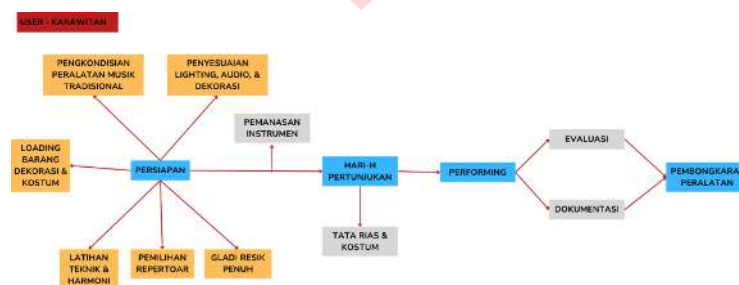 USER - KARAWITAN
PENGKONDISIAN
PERALATAN MUSIK
TRADISIONAL
PENYESUAIAN
LIGHTING, AUDIO, &
DEKORASI
PEMANASAN
INSTRUMEN
LOADING
BARANG
DEKORASI &
KOSTUM
PERSIAPAN
HARI-H
PERTUNJUKAN
PERFORMING
EVALUASI
DOKUMENTASI
PEMBONGKARA
PERALATAN
TATA RIAS &
KOSTUM
LATIHAN
TEKNIK &
HARMONI
PEMILIHAN
REPERTOAR
GLADI RESIK
PENUH